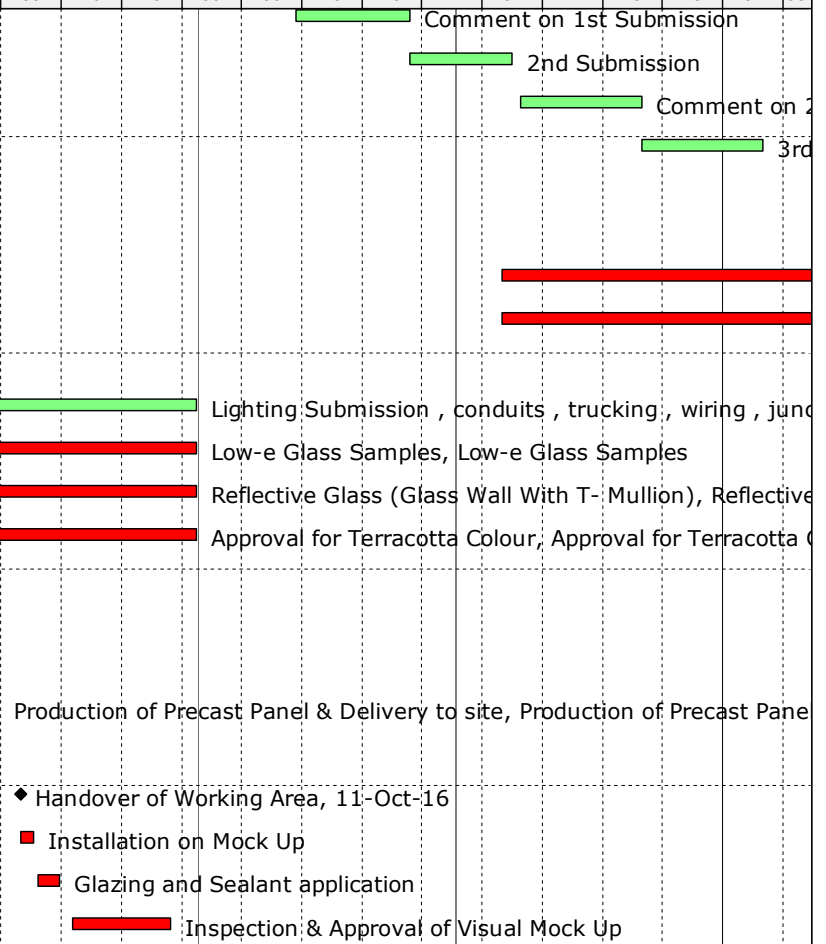 Comment on 1st Submission
2nd Submission
Comment on 2
3rd
Lighting Submission , conduits , trucking , wiring , junc
Low-e Glass Samples, Low-e Glass Samples
Reflective Glass (Glass Wall With T- Mullion), Reflective
Approval for Terracotta Colour, Approval for Terracotta
Production of Precast Panel & Delivery to site, Production of Precast Pane
Handover of Working Area, 11-Oct-16
Installation on Mock Up
Glazing and Sealant application
Inspection & Approval of Visual Mock Up